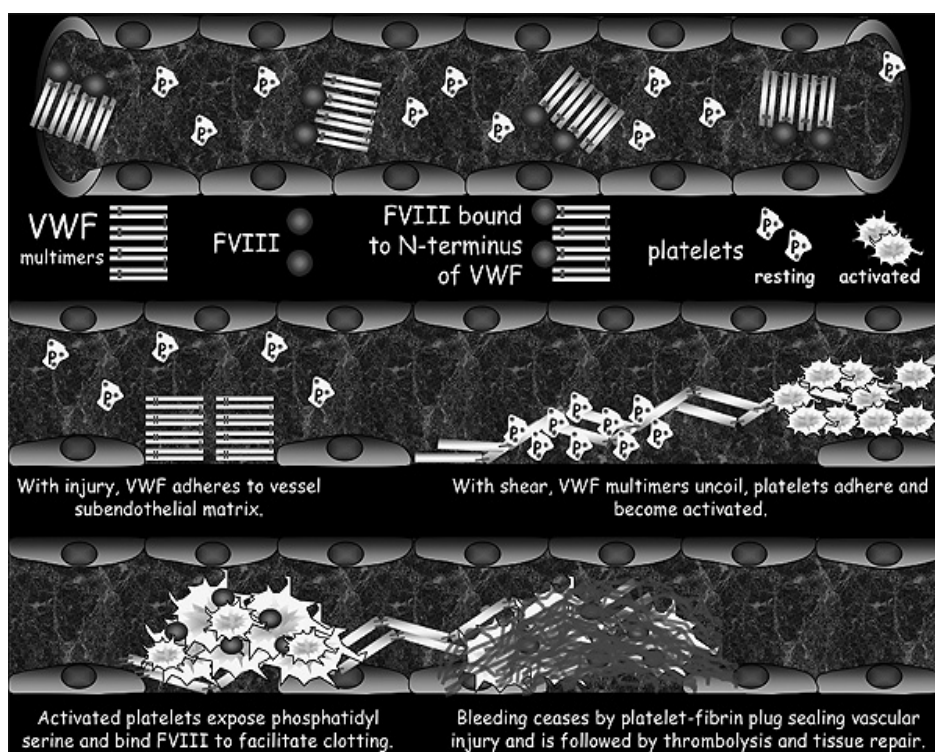 P P P P P P P P P P
VWF
multimers
FVIII
FVIII bound
to N-terminus
of VWF
platelets
resting
activated
P P P P P
P P P P P P P P
With injury, VWF adheres to vessel
subendothelial matrix.
With shear, VWF multimers uncoil, platelets adhere and
become activated.
Activated platelets expose phosphatidyl
serine and bind FVIII to facilitate clotting.
Bleeding ceases by platelet-fibrin plug sealing vascular
injury and is followed by thrombolysis and tissue repair.